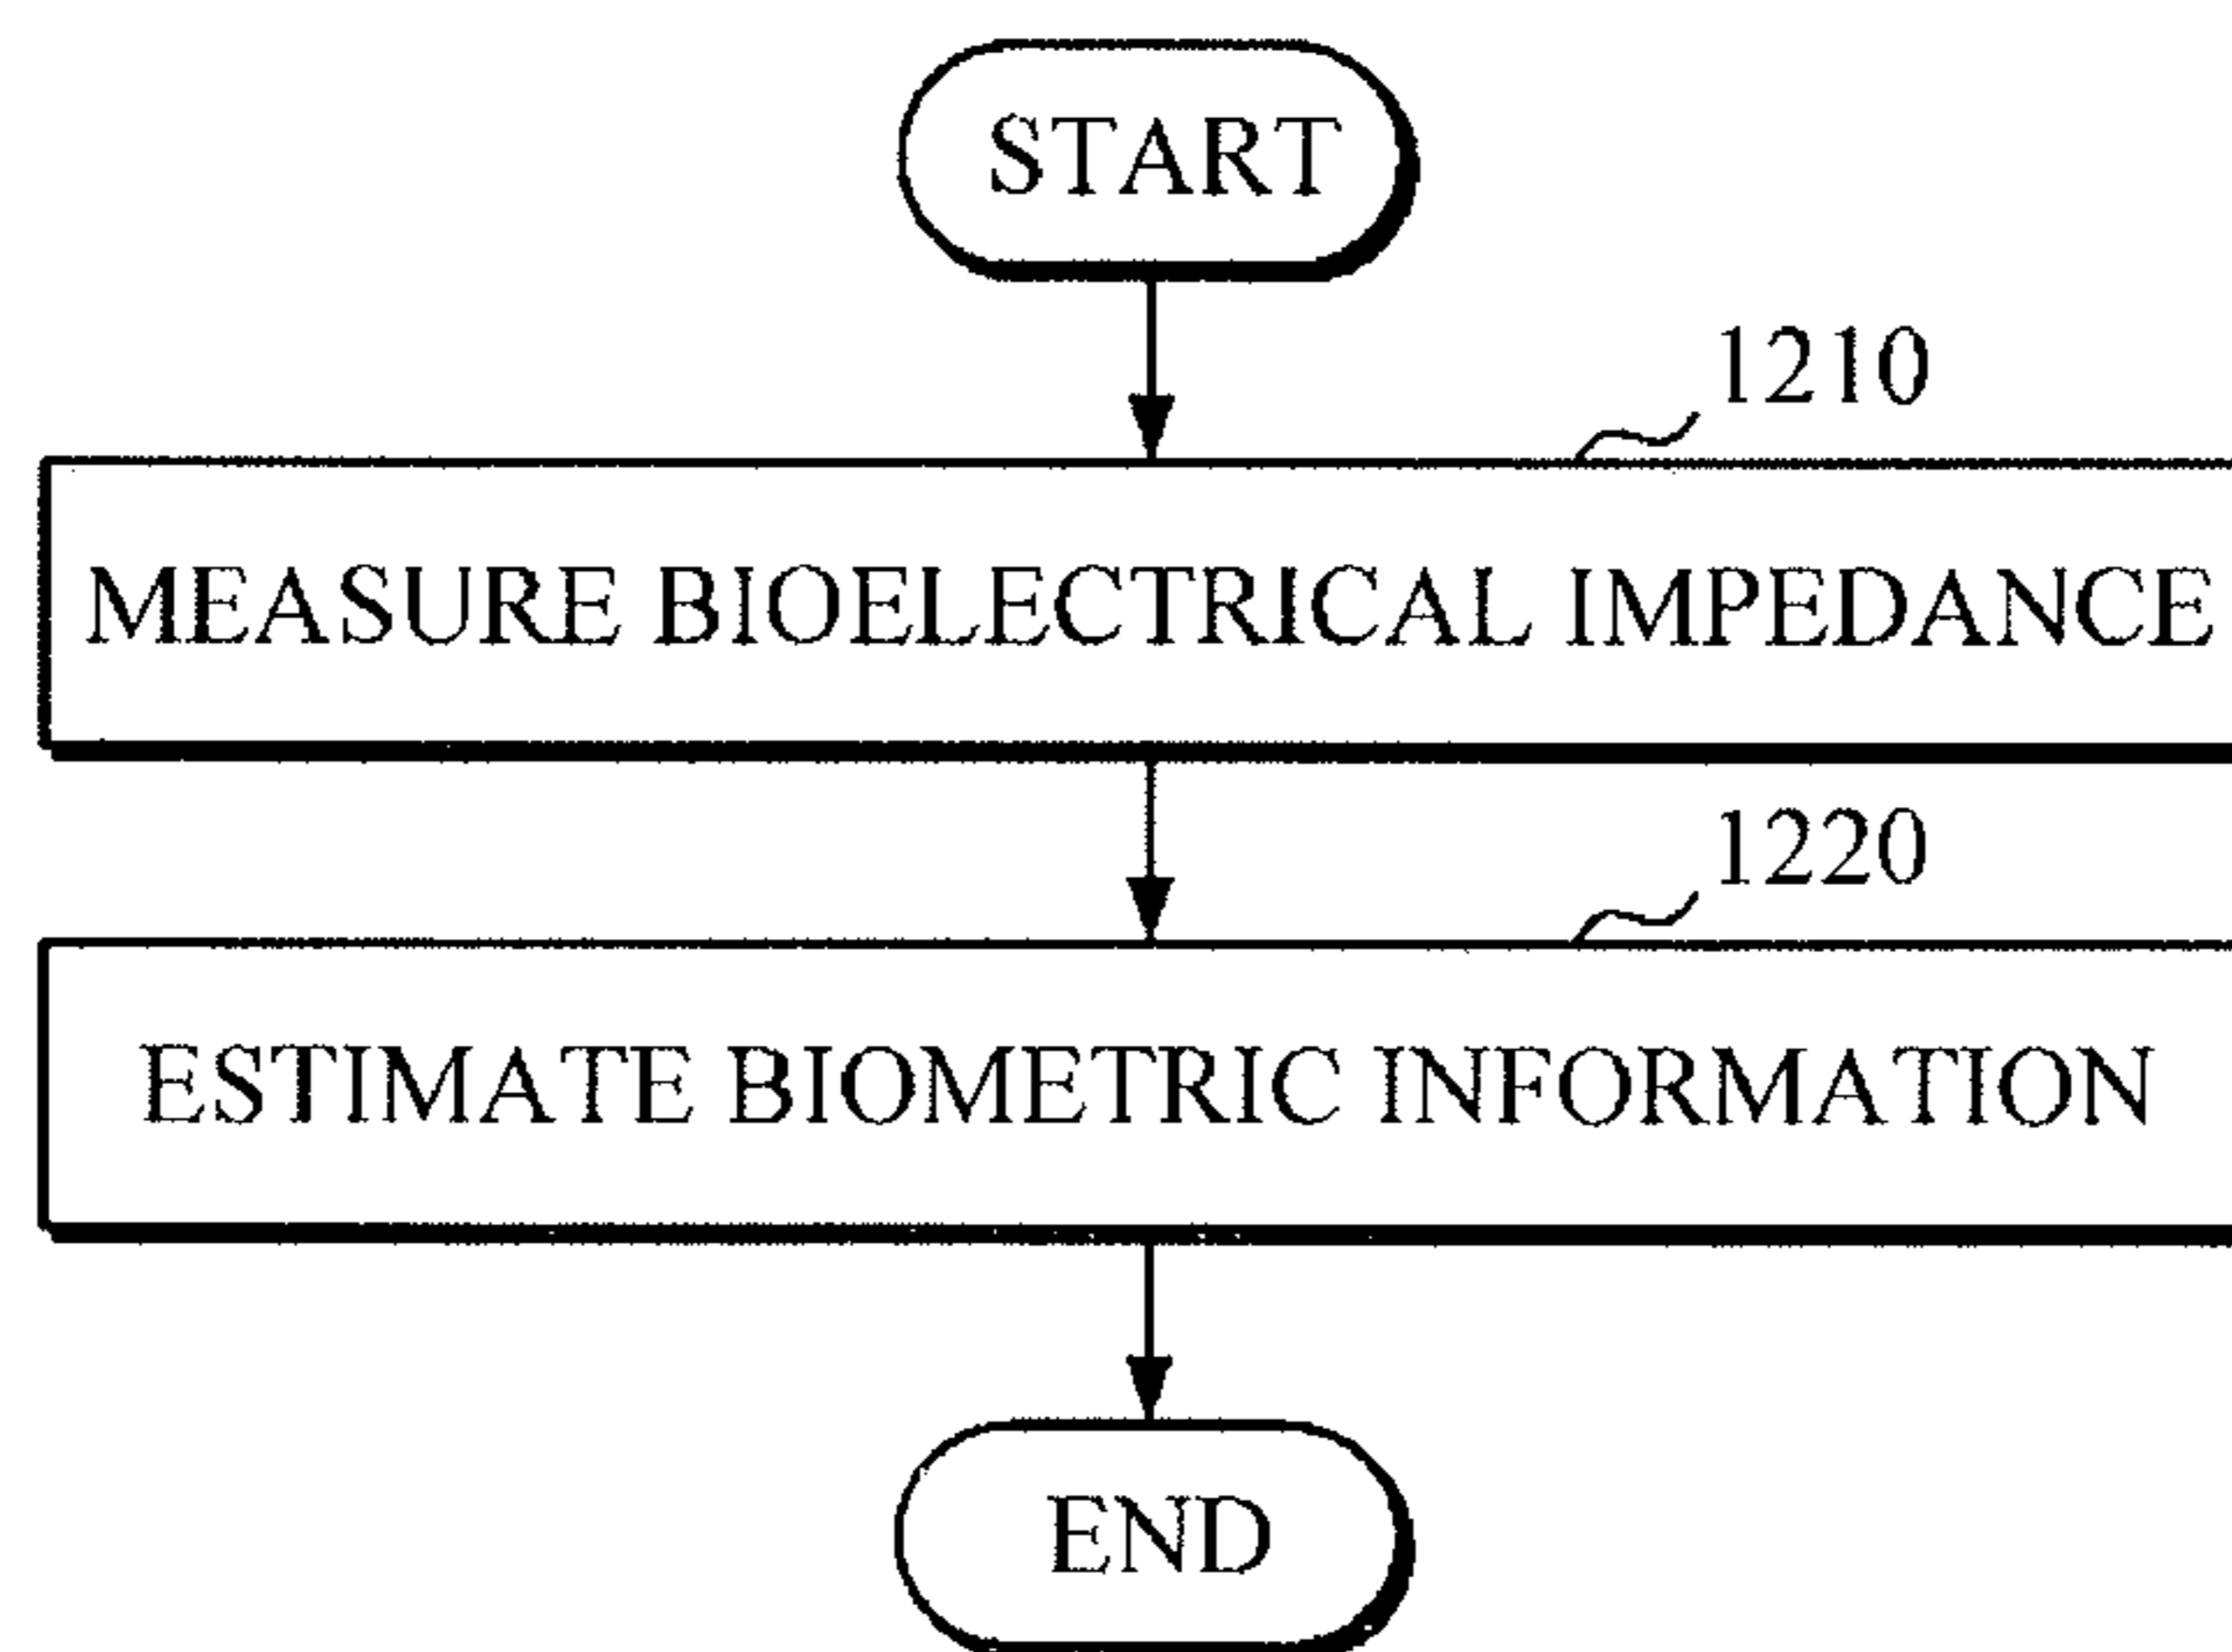 START
1210
MEASURE BIOELECTRICAL IMPEDANCE
1220
ESTIMATE BIOMETRIC INFORMATION
END